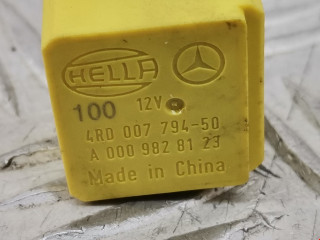 HELLA
100 12V
4RD 007 794-50
A 000 982 81 23
Made in China